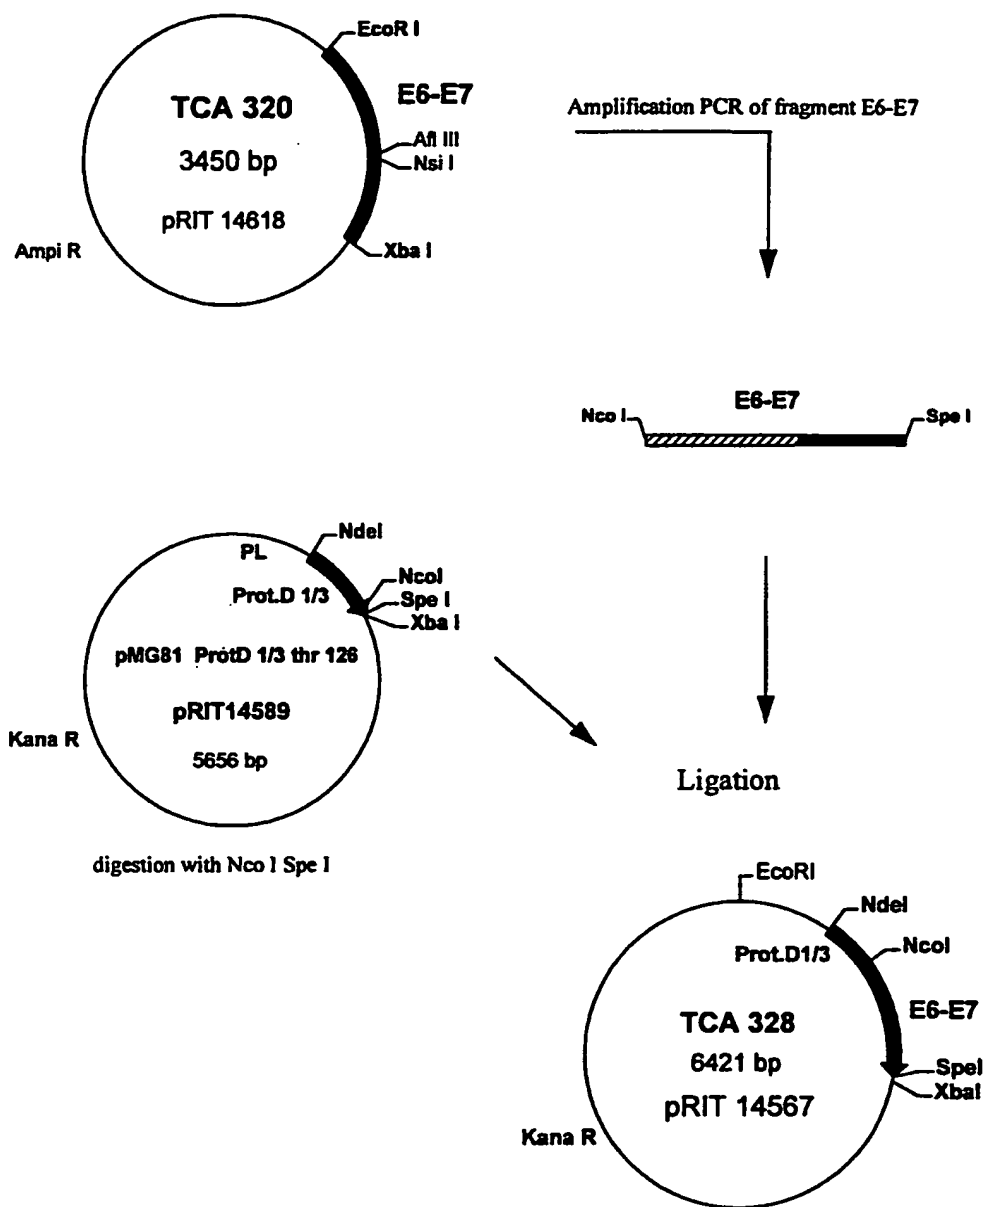 EcoR I
TCA 320
E6-E7
3450 bp
Afl III
Nsi I
pRIT 14618
Ampi R
Xba I
Amplification PCR of fragment E6-E7
E6-E7
Nco I
Spe I
NdeI
PL
NcoI
Prot.D 1/3
Spe I
Xba I
pMG81 ProtD 1/3 thr 126
pRIT14589
Kana R
5656 bp
digestion with Nco I Spe I
Ligation
EcoRI
NdeI
Prot.D1/3
NcoI
E6-E7
TCA 328
6421 bp
SpeI
XbaI
pRIT 14567
Kana R